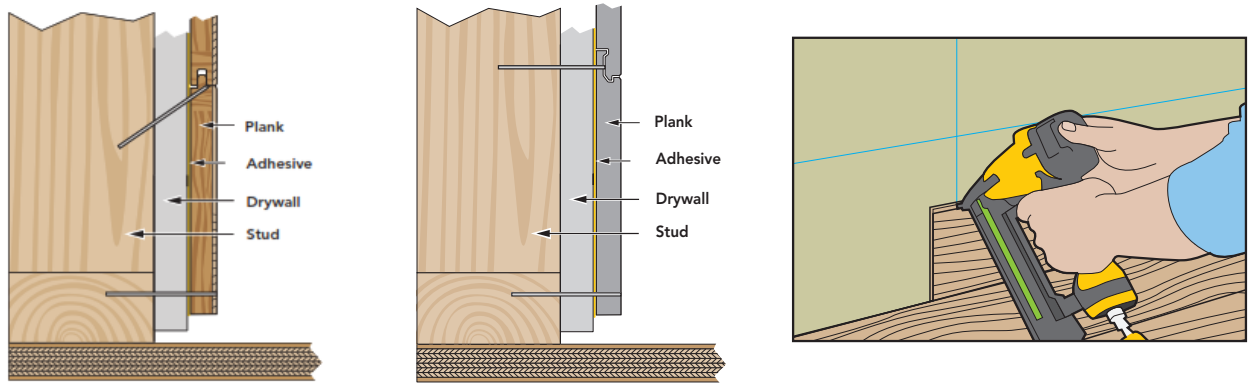 Plank
Adhesive
Drywall
Stud
Plank
Adhesive
Drywall
Stud